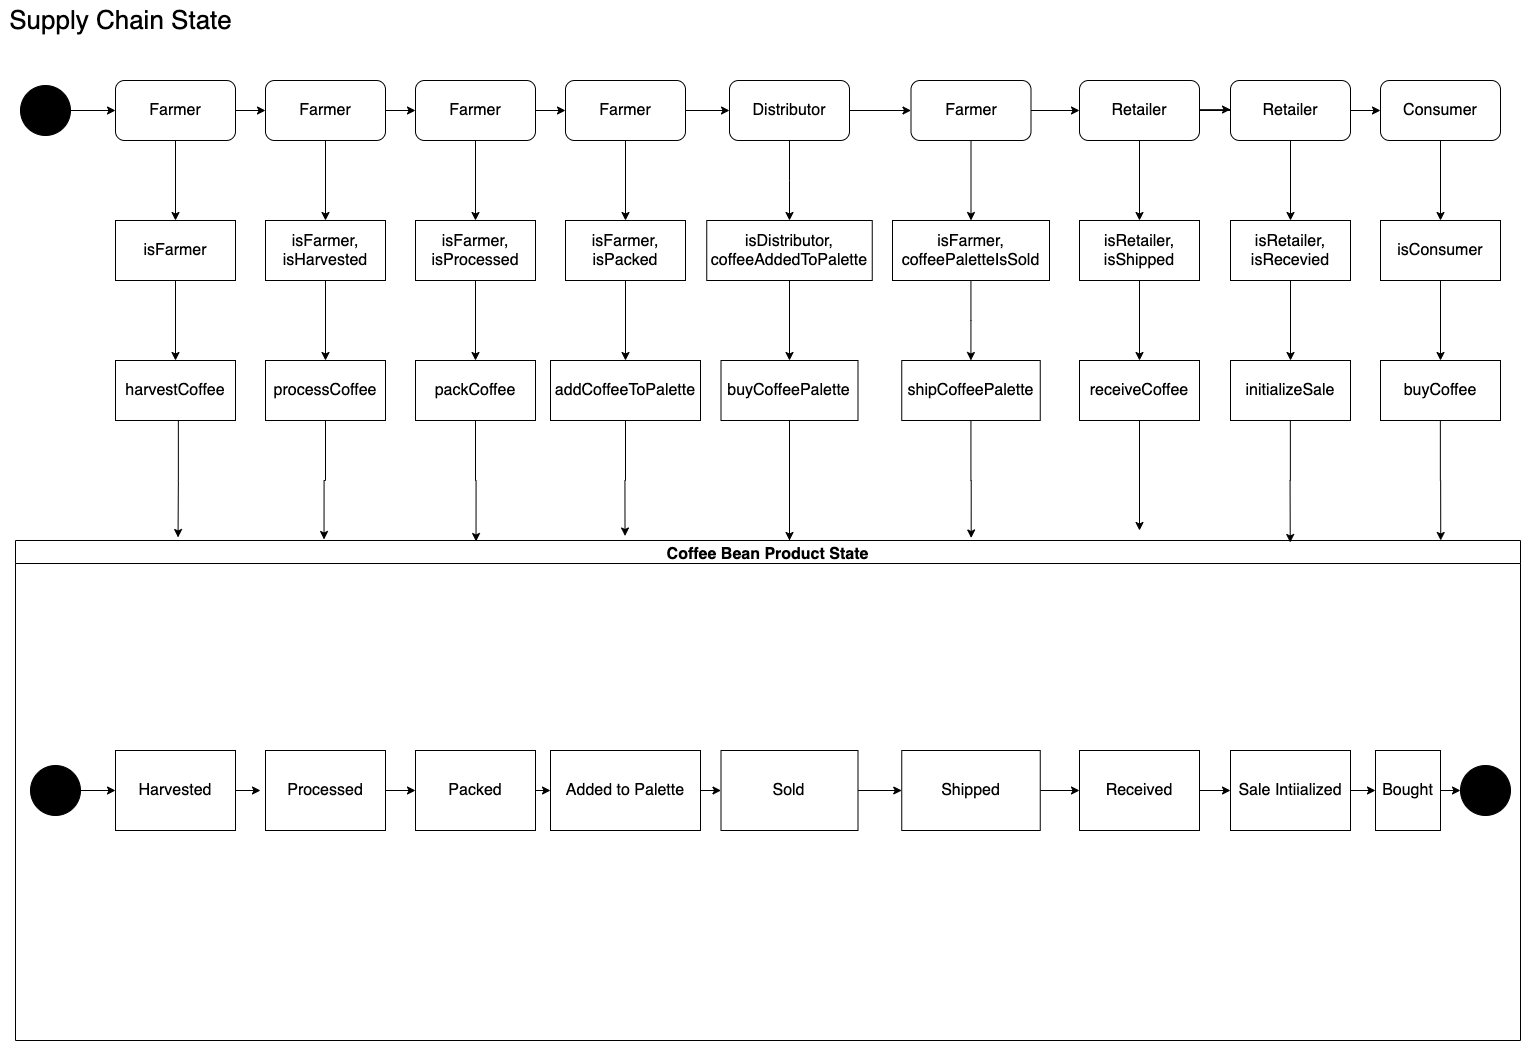 Supply Chain State
Farmer
Farmer
Farmer
Farmer
Distributor
Farmer
Retailer
Retailer
Consumer
isFarmer
isFarmer,
isHarvested
isFarmer,
isProcessed
isFarmer,
isPacked
isDistributor,
coffeeAddedToPalette
isFarmer,
coffeePaletteIsSold
isRetailer,
isShipped
isRetailer,
isRecevied
isConsumer
harvestCoffee
processCoffee
packCoffee
addCoffeeToPalette
buyCoffeePalette
shipCoffeePalette
receiveCoffee
initializeSale
buyCoffee
Coffee Bean Product State
Harvested
Processed
Packed
Added to Palette
Sold
Shipped
Received
Sale Intiialized
Bought